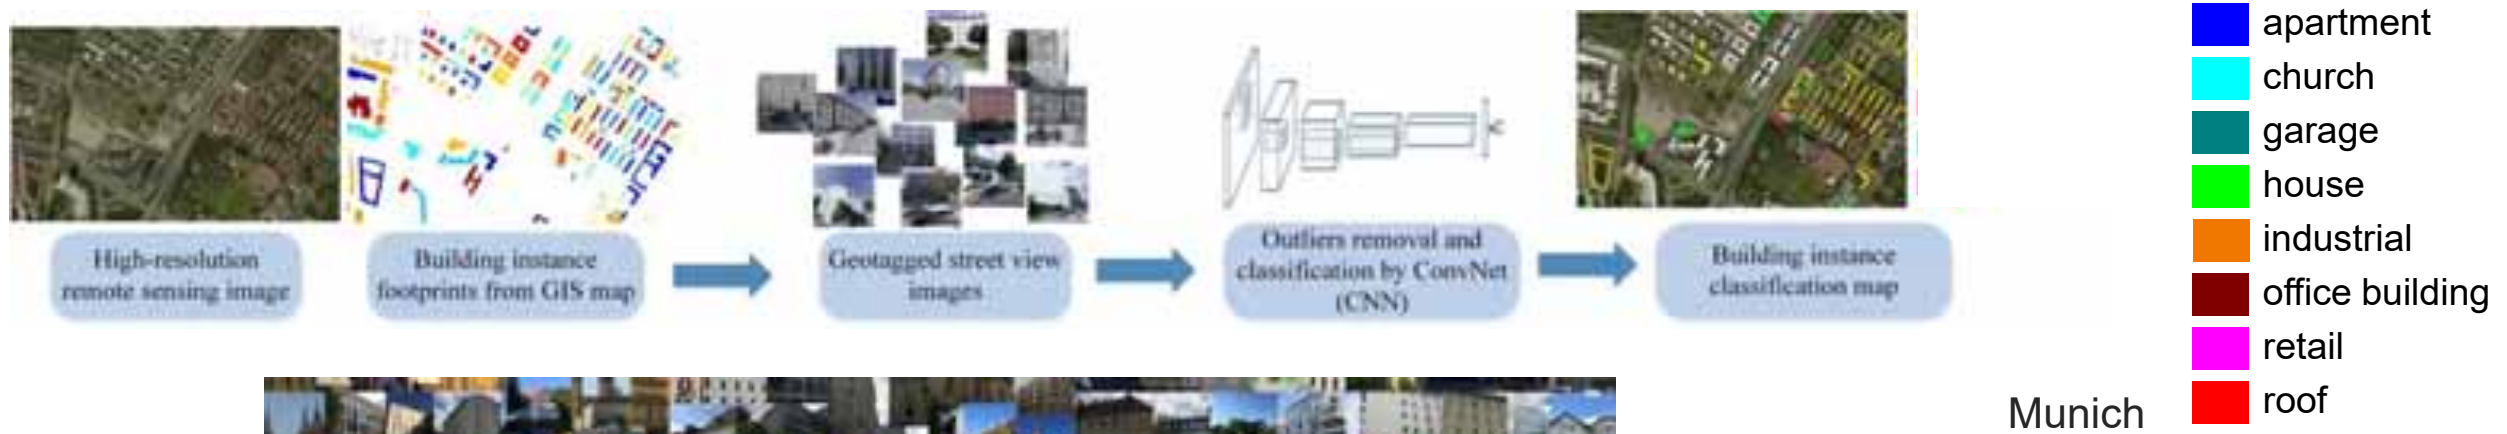 High-resolution
remote sensing image
Building instance
footprints from GIS map
Geotagged street view
images
Outliers removal and
classification by ConvNet
(CNN)
Building instance
classification map
apartment
church
garage
house
industrial
office building
retail
roof
Munich